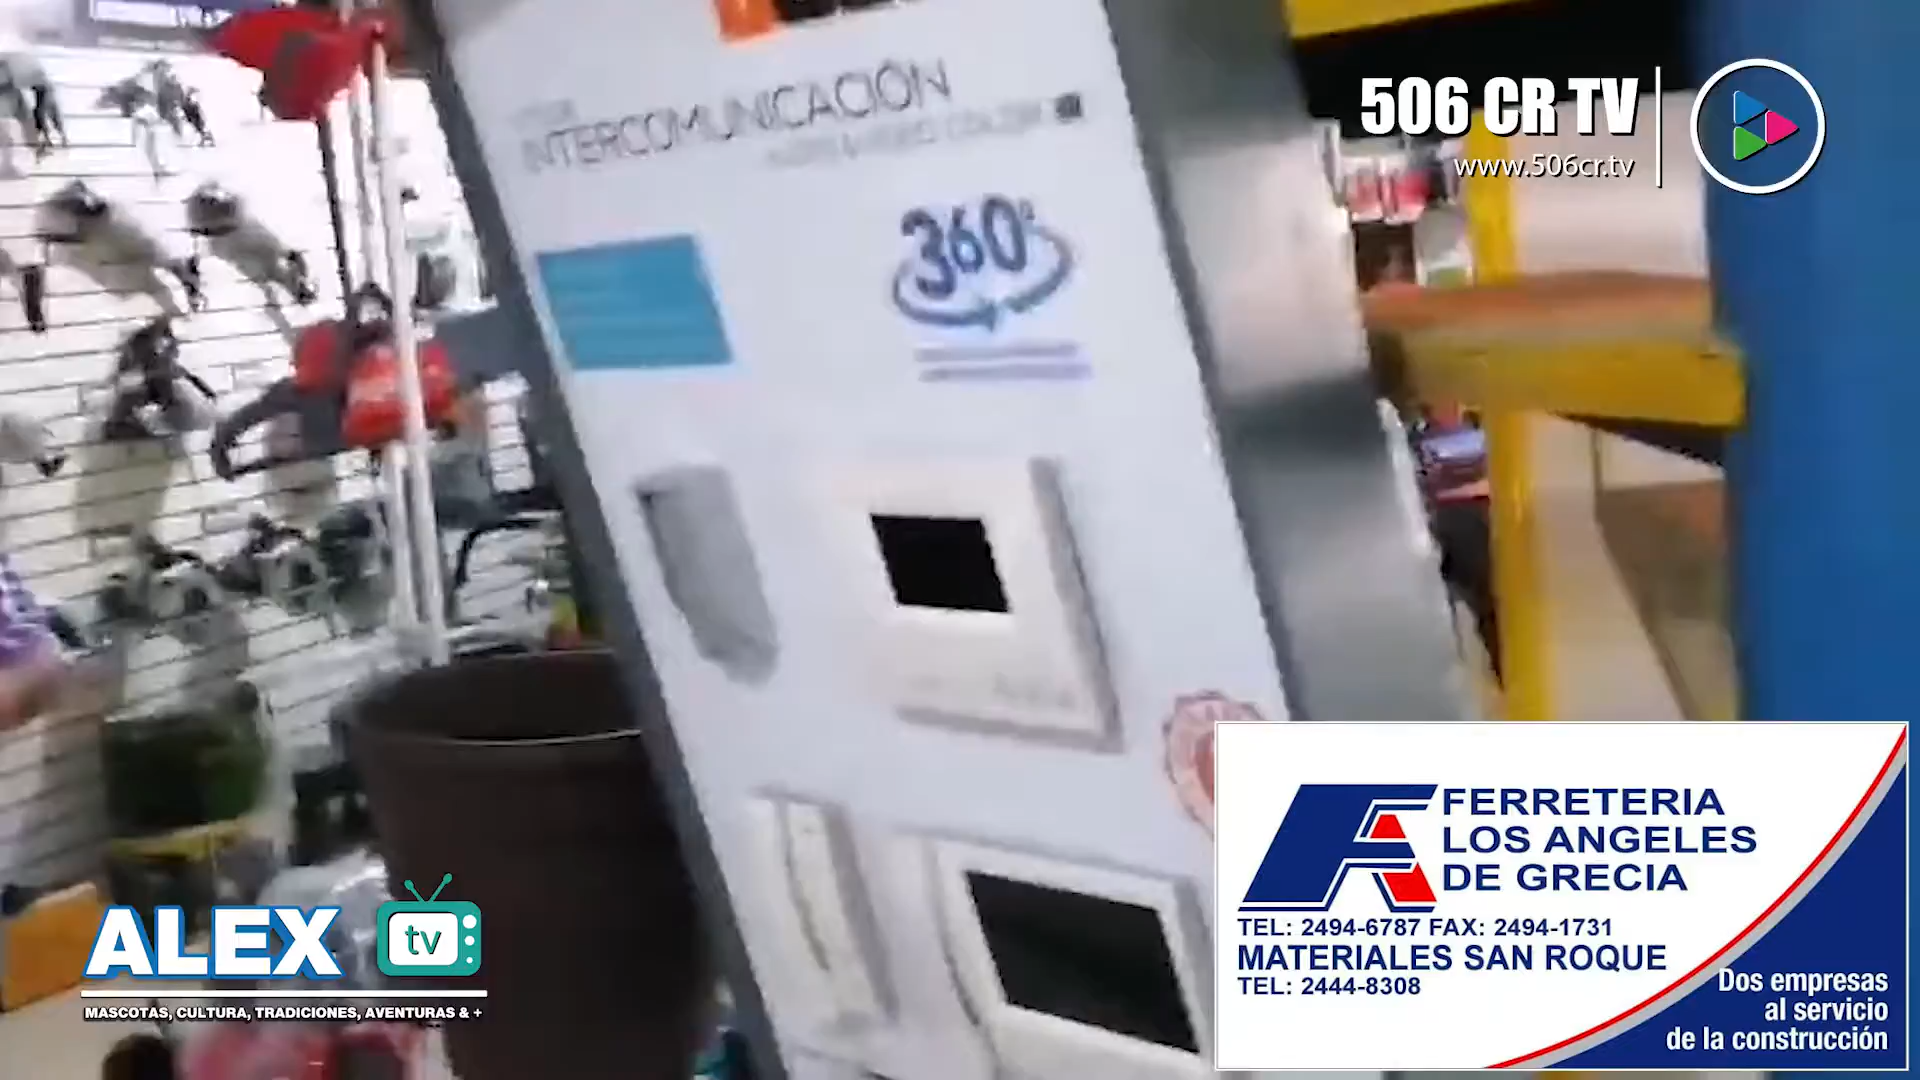 INTERCOMUNICACIÓN
360°
506 CR TV
www.506cr.tv
FERRETERIA
LOS ANGELES
DE GRECIA
TEL: 2494-6787 FAX: 2494-1731
MATERIALES SAN ROQUE
TEL: 2444-8308
Dos empresas
al servicio
de la construcción
ALEX tv
MASCOTAS, CULTURA, TRADICIONES, AVENTURAS & +